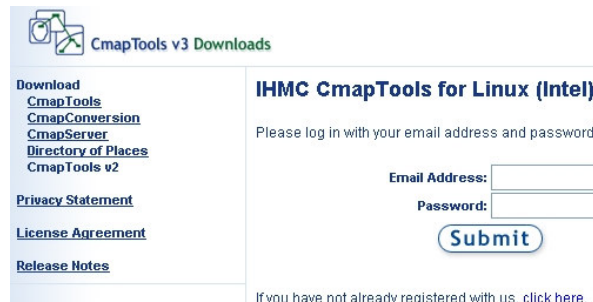 CmapTools v3 Downloads
Download
CmapTools
CmapConversion
CmapServer
Directory of Places
CmapTools v2
Privacy Statement
License Agreement
Release Notes
IHMC CmapTools for Linux (Intel)
Please log in with your email address and password
Email Address:
Password:
Submit
If you have not already registered with us, click here